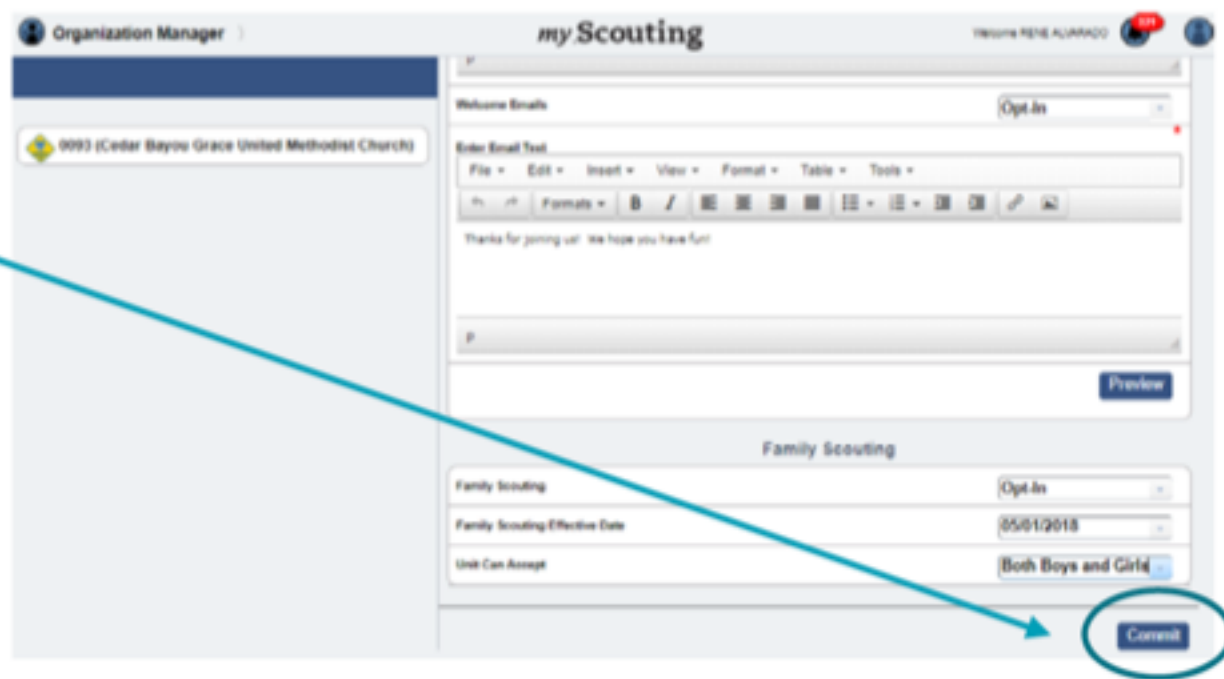 Organization Manager
my.Scouting
Welcome RENE ALVARADO
P
Welcome Emails
Opt-In
0093 (Cedar Bayou Grace United Methodist Church)
Enter Email Text
File Edit Insert View Format Table Tools
Formats B I
Thanks for joining us! We hope you have fun!
P
Preview
Family Scouting
Family Scouting
Opt-In
Family Scouting Effective Date
05/01/2018
Unit Can Accept
Both Boys and Girls
Commit